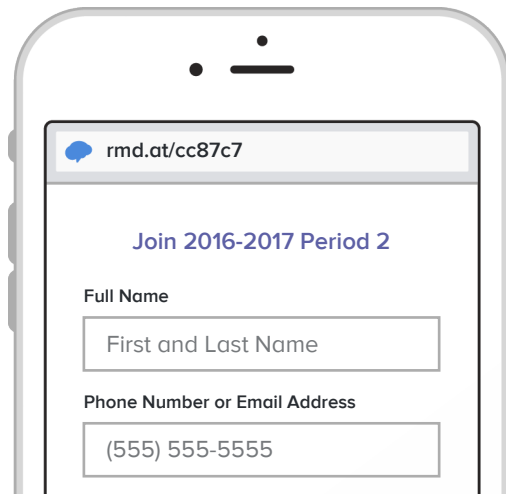 rmd.at/cc87c7
Join 2016-2017 Period 2
Full Name
First and Last Name
Phone Number or Email Address
(555) 555-5555